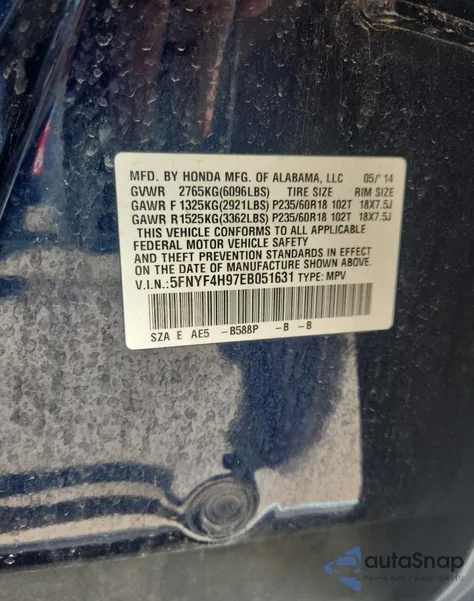 MFD. BY HONDA MFG. OF ALABAMA, LLC 05/'14
GVWR 2765KG(6096LBS) TIRE SIZE RIM SIZE
GAWR F 1325KG(2921LBS) P235/60R18 102T 18X7.5J
GAWR R 1525KG(3362LBS) P235/60R18 102T 18X7.5J
THIS VEHICLE CONFORMS TO ALL APPLICABLE
FEDERAL MOTOR VEHICLE SAFETY
AND THEFT PREVENTION STANDARDS IN EFFECT ON THE
DATE OF MANUFACTURE SHOWN ABOVE.
V.I.N.:5FNYF4H97EB051631 TYPE: MPV
SZA E AE5 -B588P -B -B
autoSnap